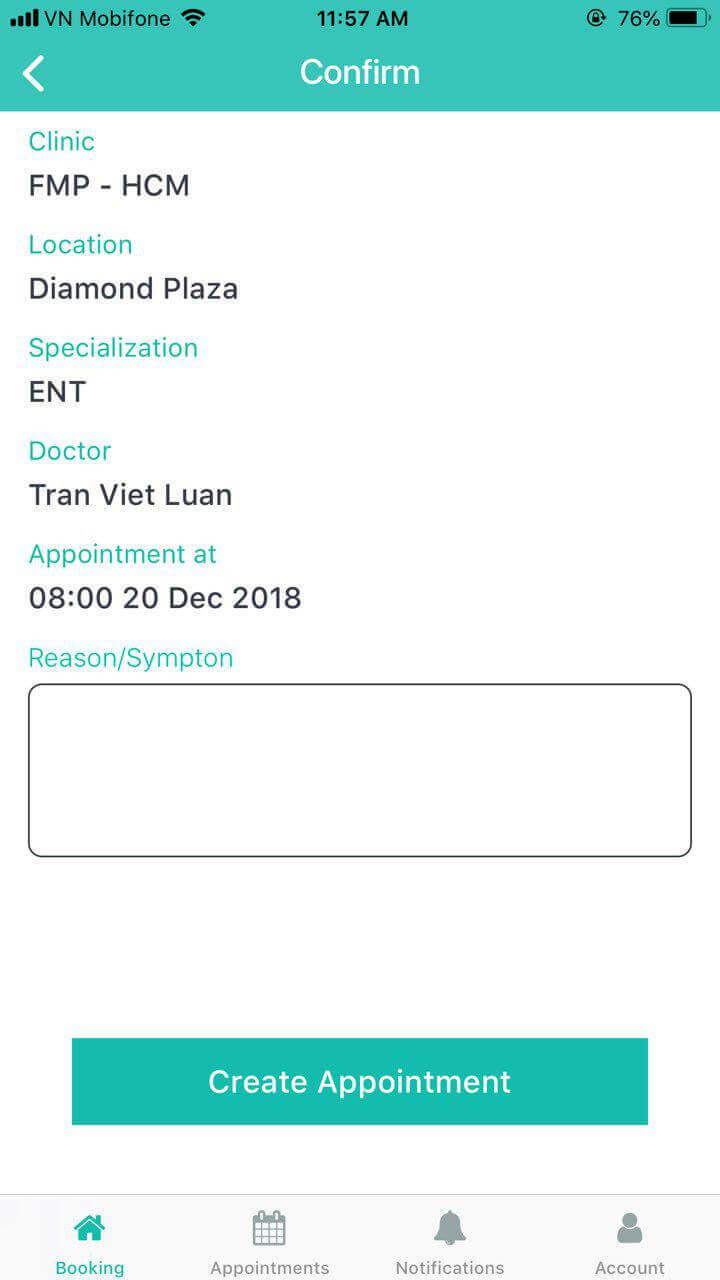 VN Mobifone 11:57 AM 76%
Confirm
Clinic
FMP - HCM
Location
Diamond Plaza
Specialization
ENT
Doctor
Tran Viet Luan
Appointment at
08:00 20 Dec 2018
Reason/Sympton
Create Appointment
Booking Appointments Notifications Account